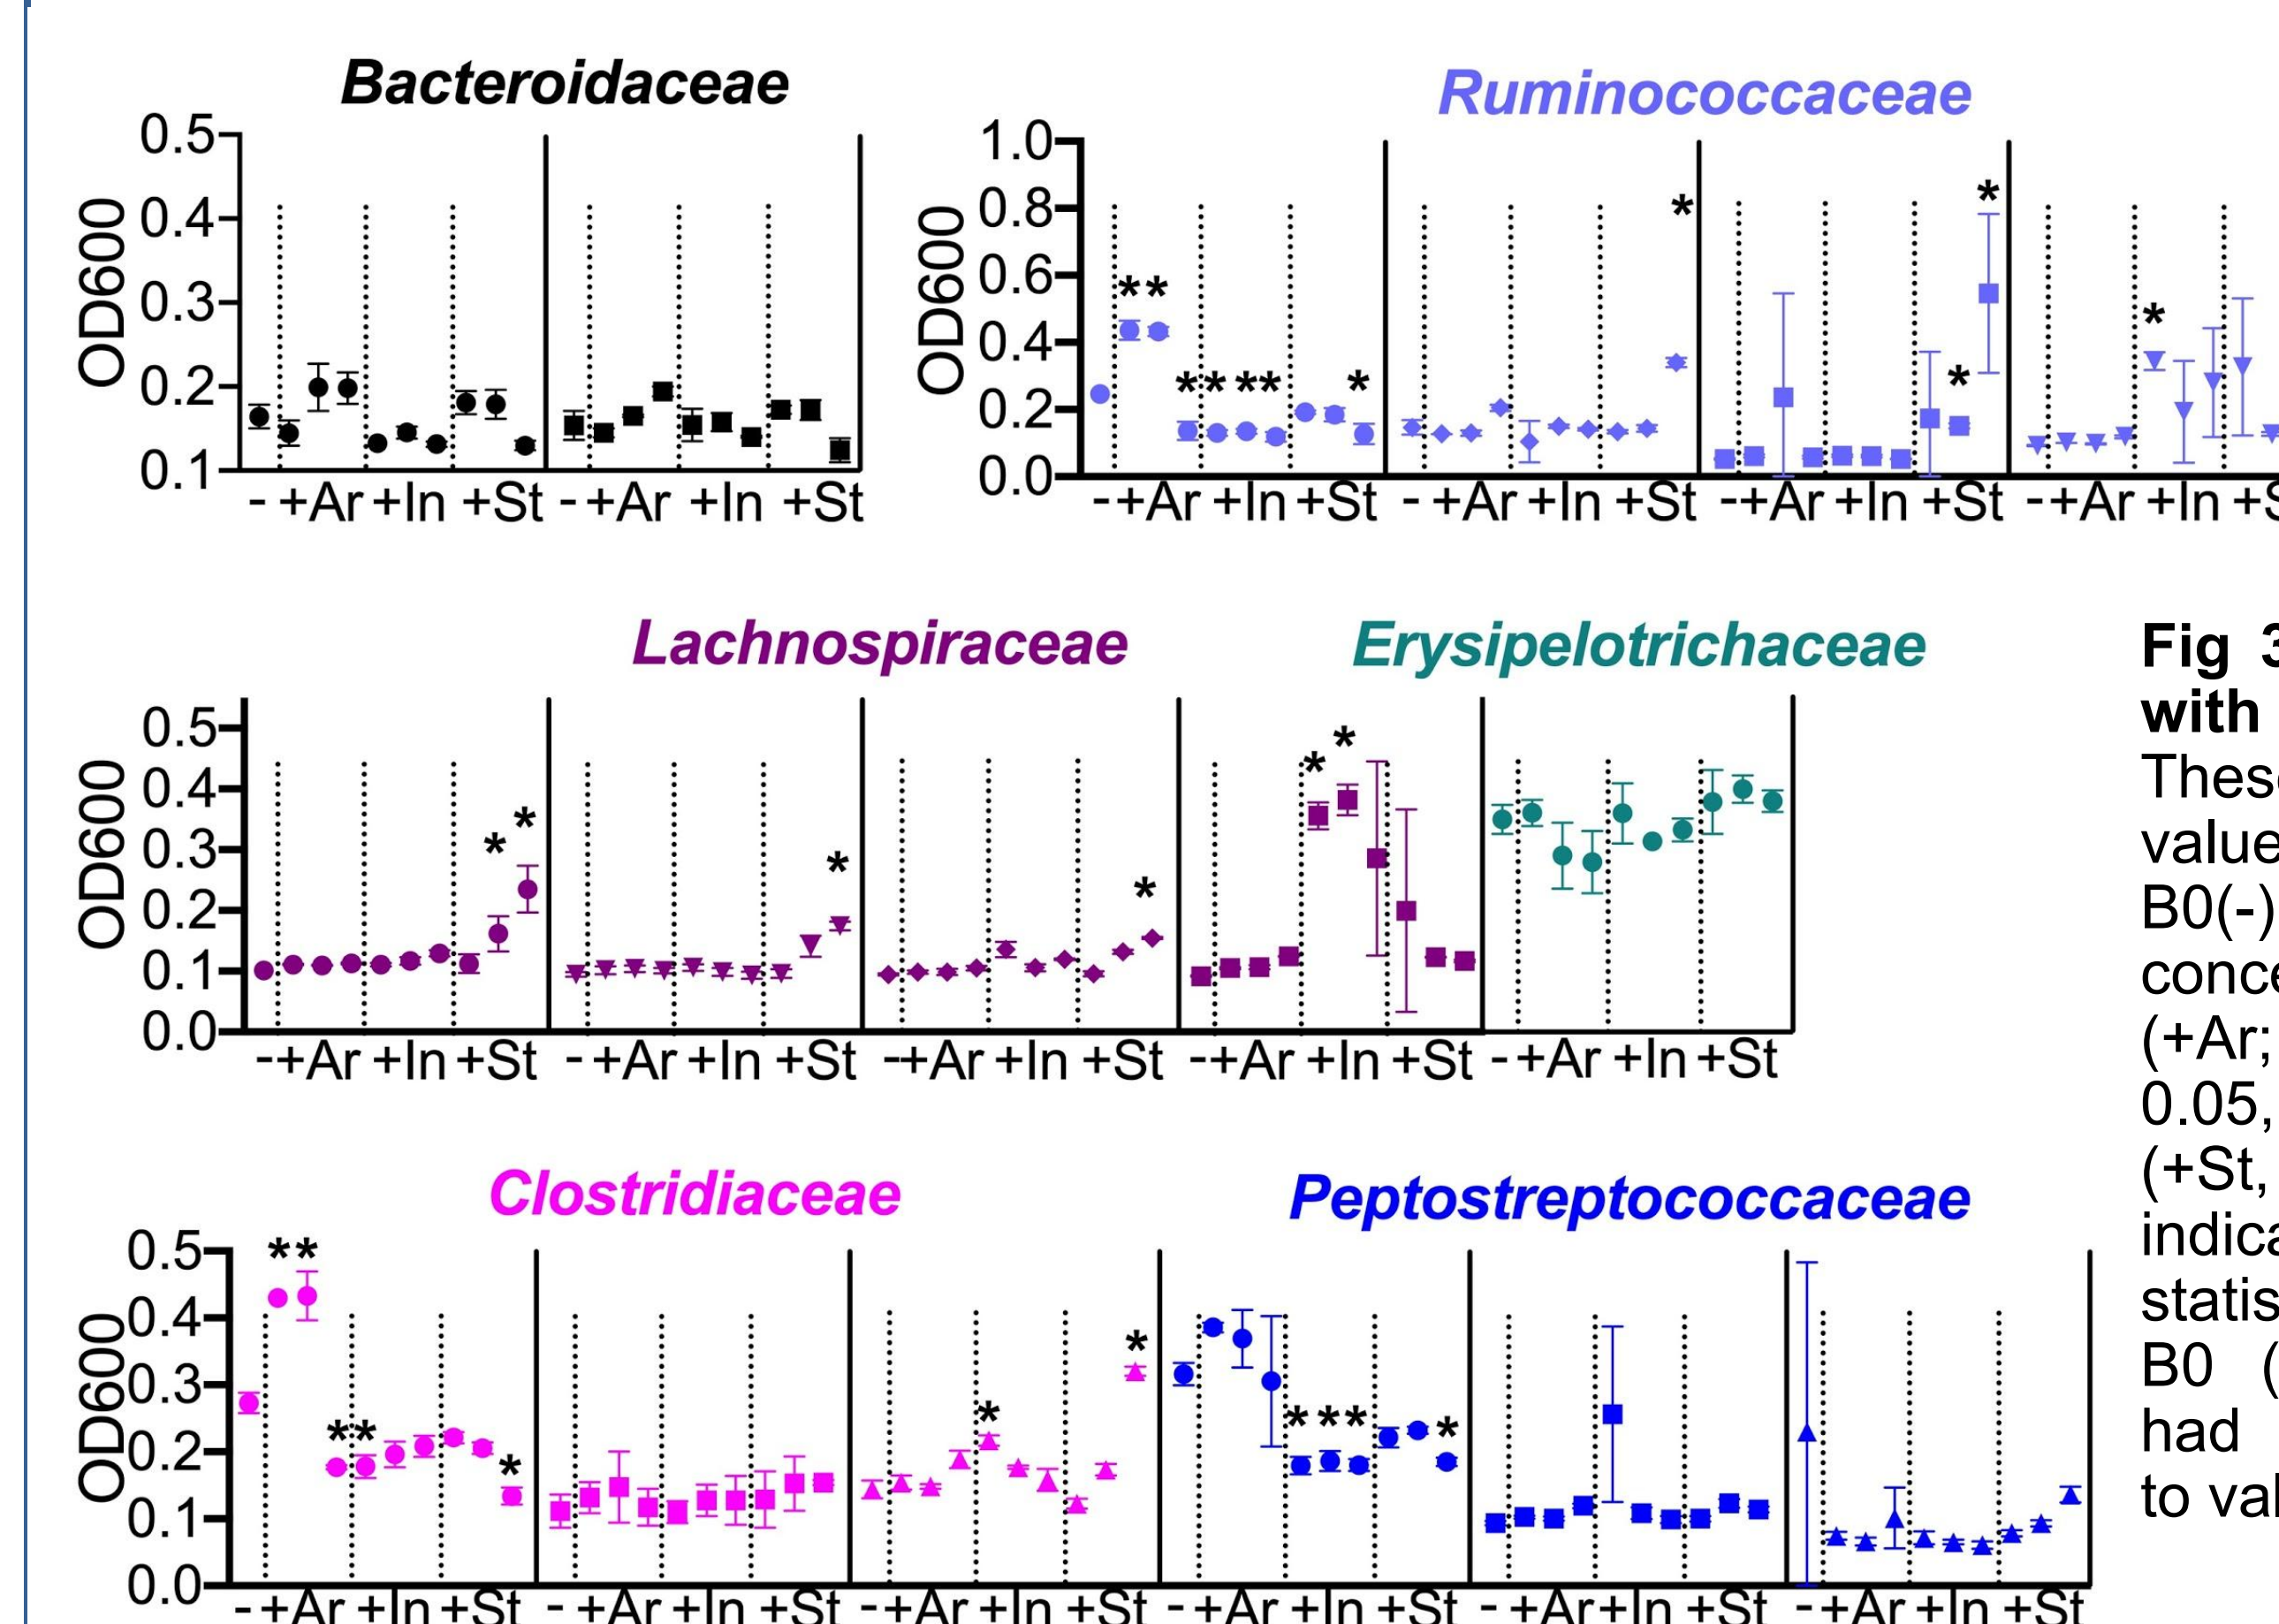 Bacteroidaceae
0.5
0.4
0.3
0.2
0.1
OD600
- +Ar +In +St - +Ar +In +St
Ruminococcaceae
1.0
0.8
0.6
0.4
0.2
0.0
OD600
* *
* * * *
*
*
*
*
*
-+Ar +In +St - +Ar +In +St -+Ar +In +St - +Ar +In +S
Lachnospiraceae
Erysipelotrichaceae
0.5
0.4
0.3
0.2
0.1
0.0
OD600
* *
*
*
* *
-+Ar +In +St - +Ar +In +St -+Ar +In +St -+Ar +In +St - +Ar +In +St
Clostridiaceae
Peptostreptococcaceae
0.5
0.4
0.3
0.2
0.1
0.0
OD600
* *
* *
*
*
*
* * *
*
- +Ar +In +St - +Ar +In +St - +Ar +In +St - +Ar +In +St - +Ar +In +St - +Ar +In +St
Fig 3
with
These
value
B0(-)
conce
(+Ar;
0.05,
(+St,
indica
statis
B0 (
had
to val